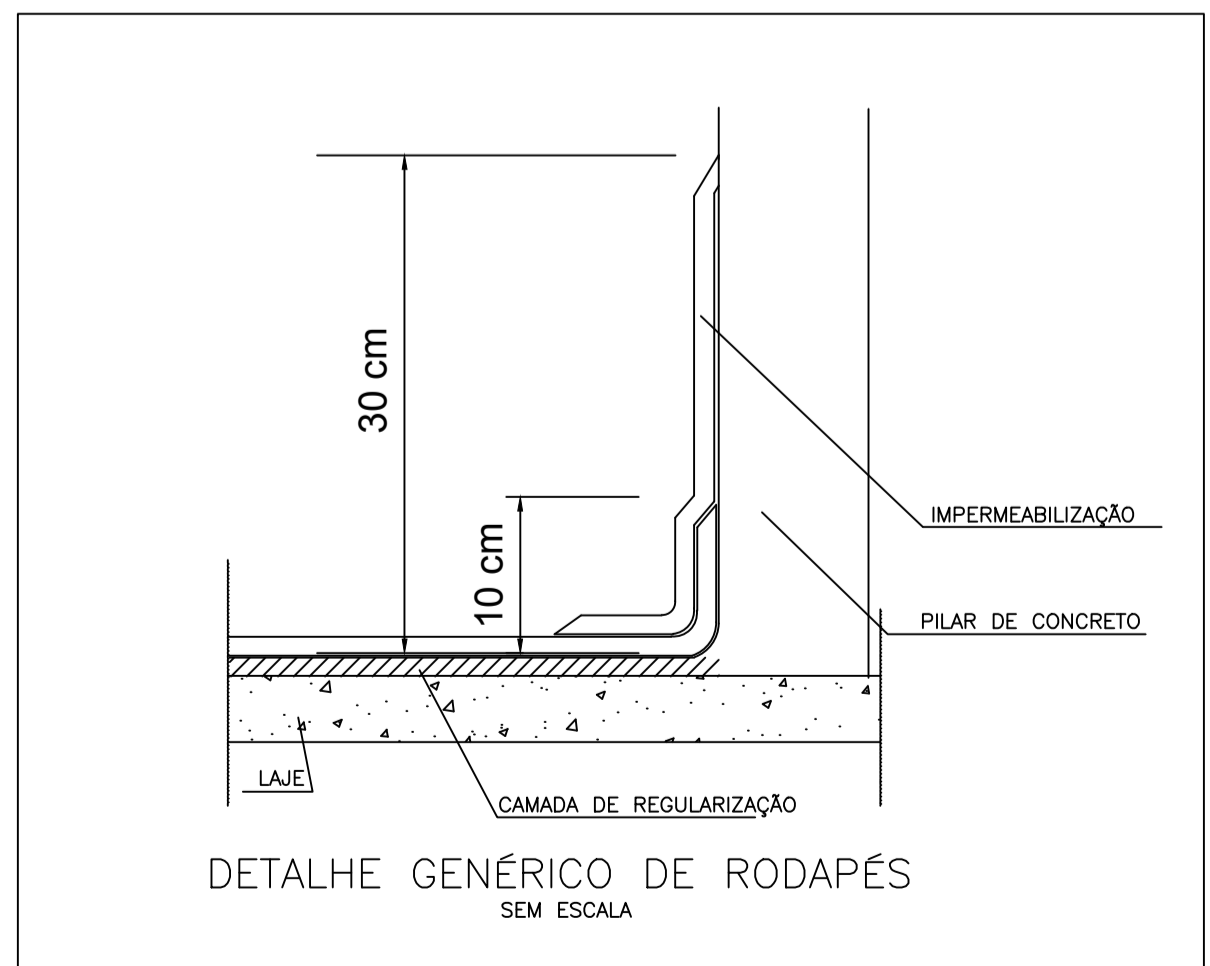 30 cm
10 cm
IMPERMEABILIZAÇÃO
PILAR DE CONCRETO
LAJE
CAMADA DE REGULARIZAÇÃO
DETALHE GENÉRICO DE RODAPÉS
SEM ESCALA